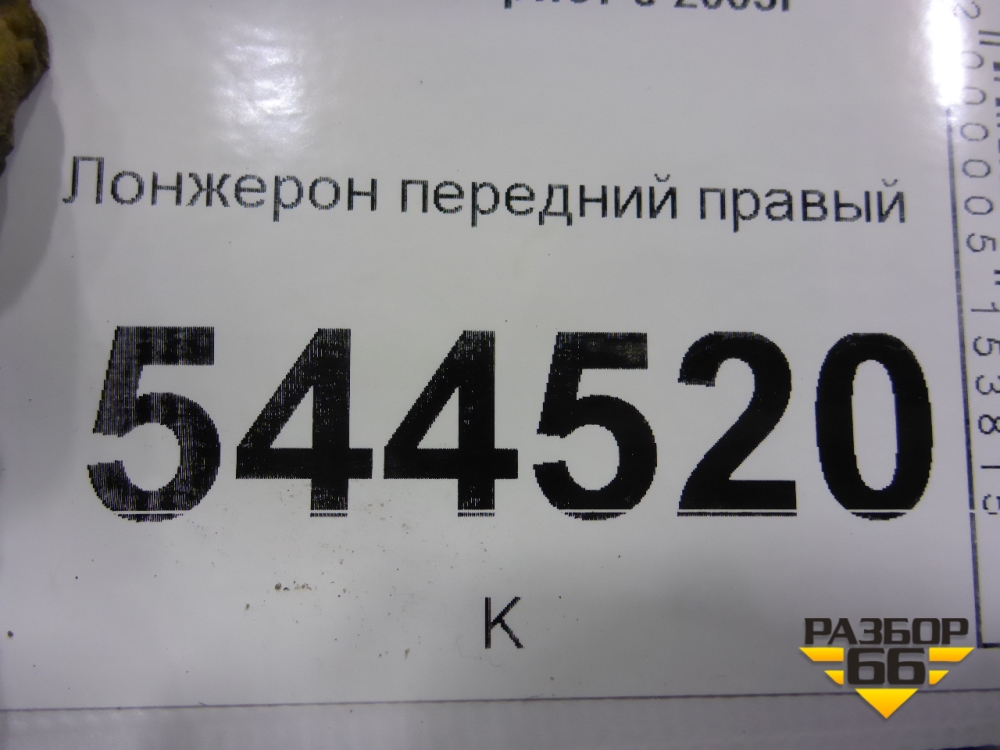 Лонжерон передний правый
544520
К
РАЗБОР
66